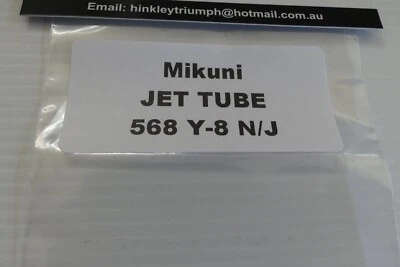 Email: hinkleytriumph@hotmail.com.au
Mikuni
JET TUBE
568 Y-8 N/J